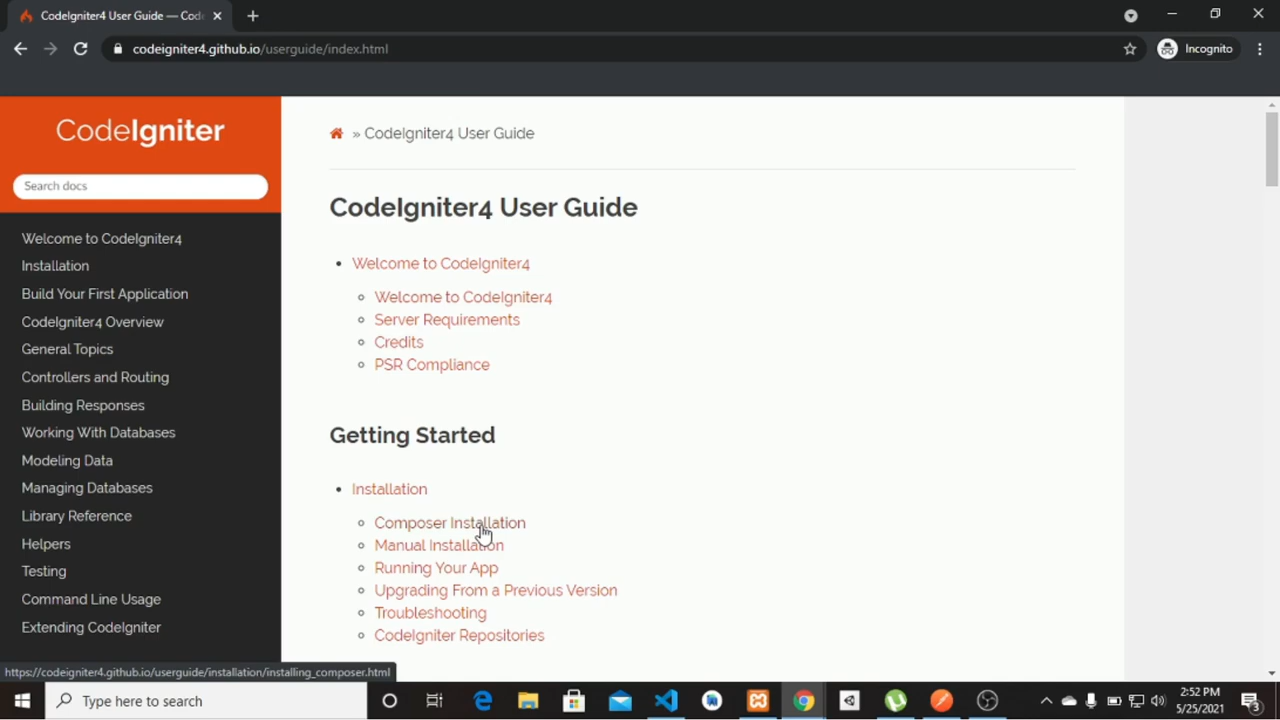 CodeIgniter4 User Guide — Code
codeigniter4.github.io/userguide/index.html
Incognito
CodeIgniter
Search docs
Welcome to CodeIgniter4
Installation
Build Your First Application
CodeIgniter4 Overview
General Topics
Controllers and Routing
Building Responses
Working With Databases
Modeling Data
Managing Databases
Library Reference
Helpers
Testing
Command Line Usage
Extending CodeIgniter
» CodeIgniter4 User Guide
CodeIgniter4 User Guide
Welcome to CodeIgniter4
Welcome to CodeIgniter4
Server Requirements
Credits
PSR Compliance
Getting Started
Installation
Composer Installation
Manual Installation
Running Your App
Upgrading From a Previous Version
Troubleshooting
CodeIgniter Repositories
https://codeigniter4.github.io/userguide/installation/installing_composer.html
Type here to search
2:52 PM
5/25/2021
3